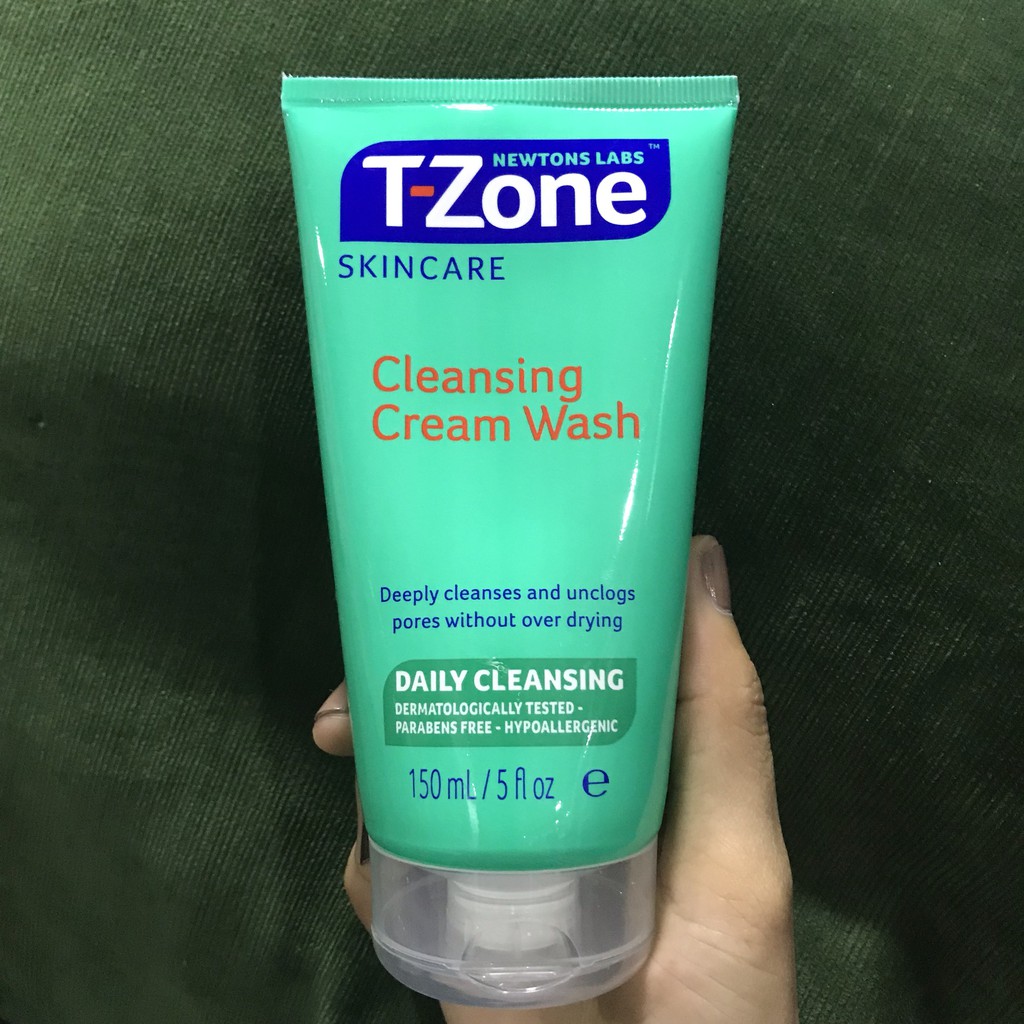 NEWTONS LABS™
T-Zone
SKINCARE
Cleansing
Cream Wash
Deeply cleanses and unclogs
pores without over drying
DAILY CLEANSING
DERMATOLOGICALLY TESTED -
PARABENS FREE - HYPOALLERGENIC
150 mL / 5 fl oz ℮